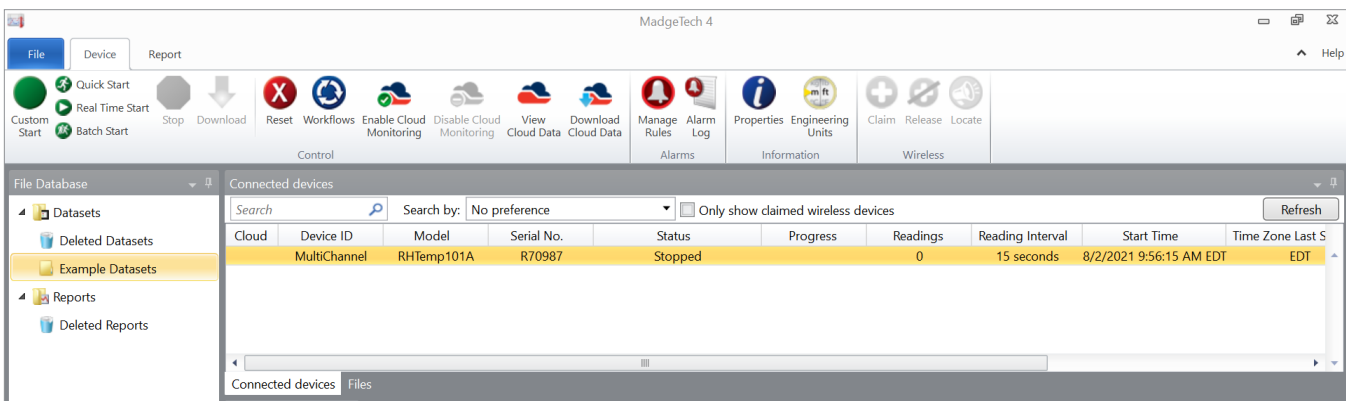 MadgeTech 4
File Device Report Help
Quick Start
Real Time Start
Batch Start
Custom Start
Stop
Download
Reset
Workflows
Enable Cloud Monitoring
Disable Cloud Monitoring
View Cloud Data
Download Cloud Data
Control
Manage Rules
Alarm Log
Alarms
Properties
m ft
Engineering Units
Information
Claim
Release
Locate
Wireless
File Database
Datasets
Deleted Datasets
Example Datasets
Reports
Deleted Reports
Connected devices
Search
Search by: No preference
Only show claimed wireless devices
Refresh
Cloud Device ID Model Serial No. Status Progress Readings Reading Interval Start Time Time Zone Last S
MultiChannel RHTemp101A R70987 Stopped 0 15 seconds 8/2/2021 9:56:15 AM EDT EDT
Connected devices Files